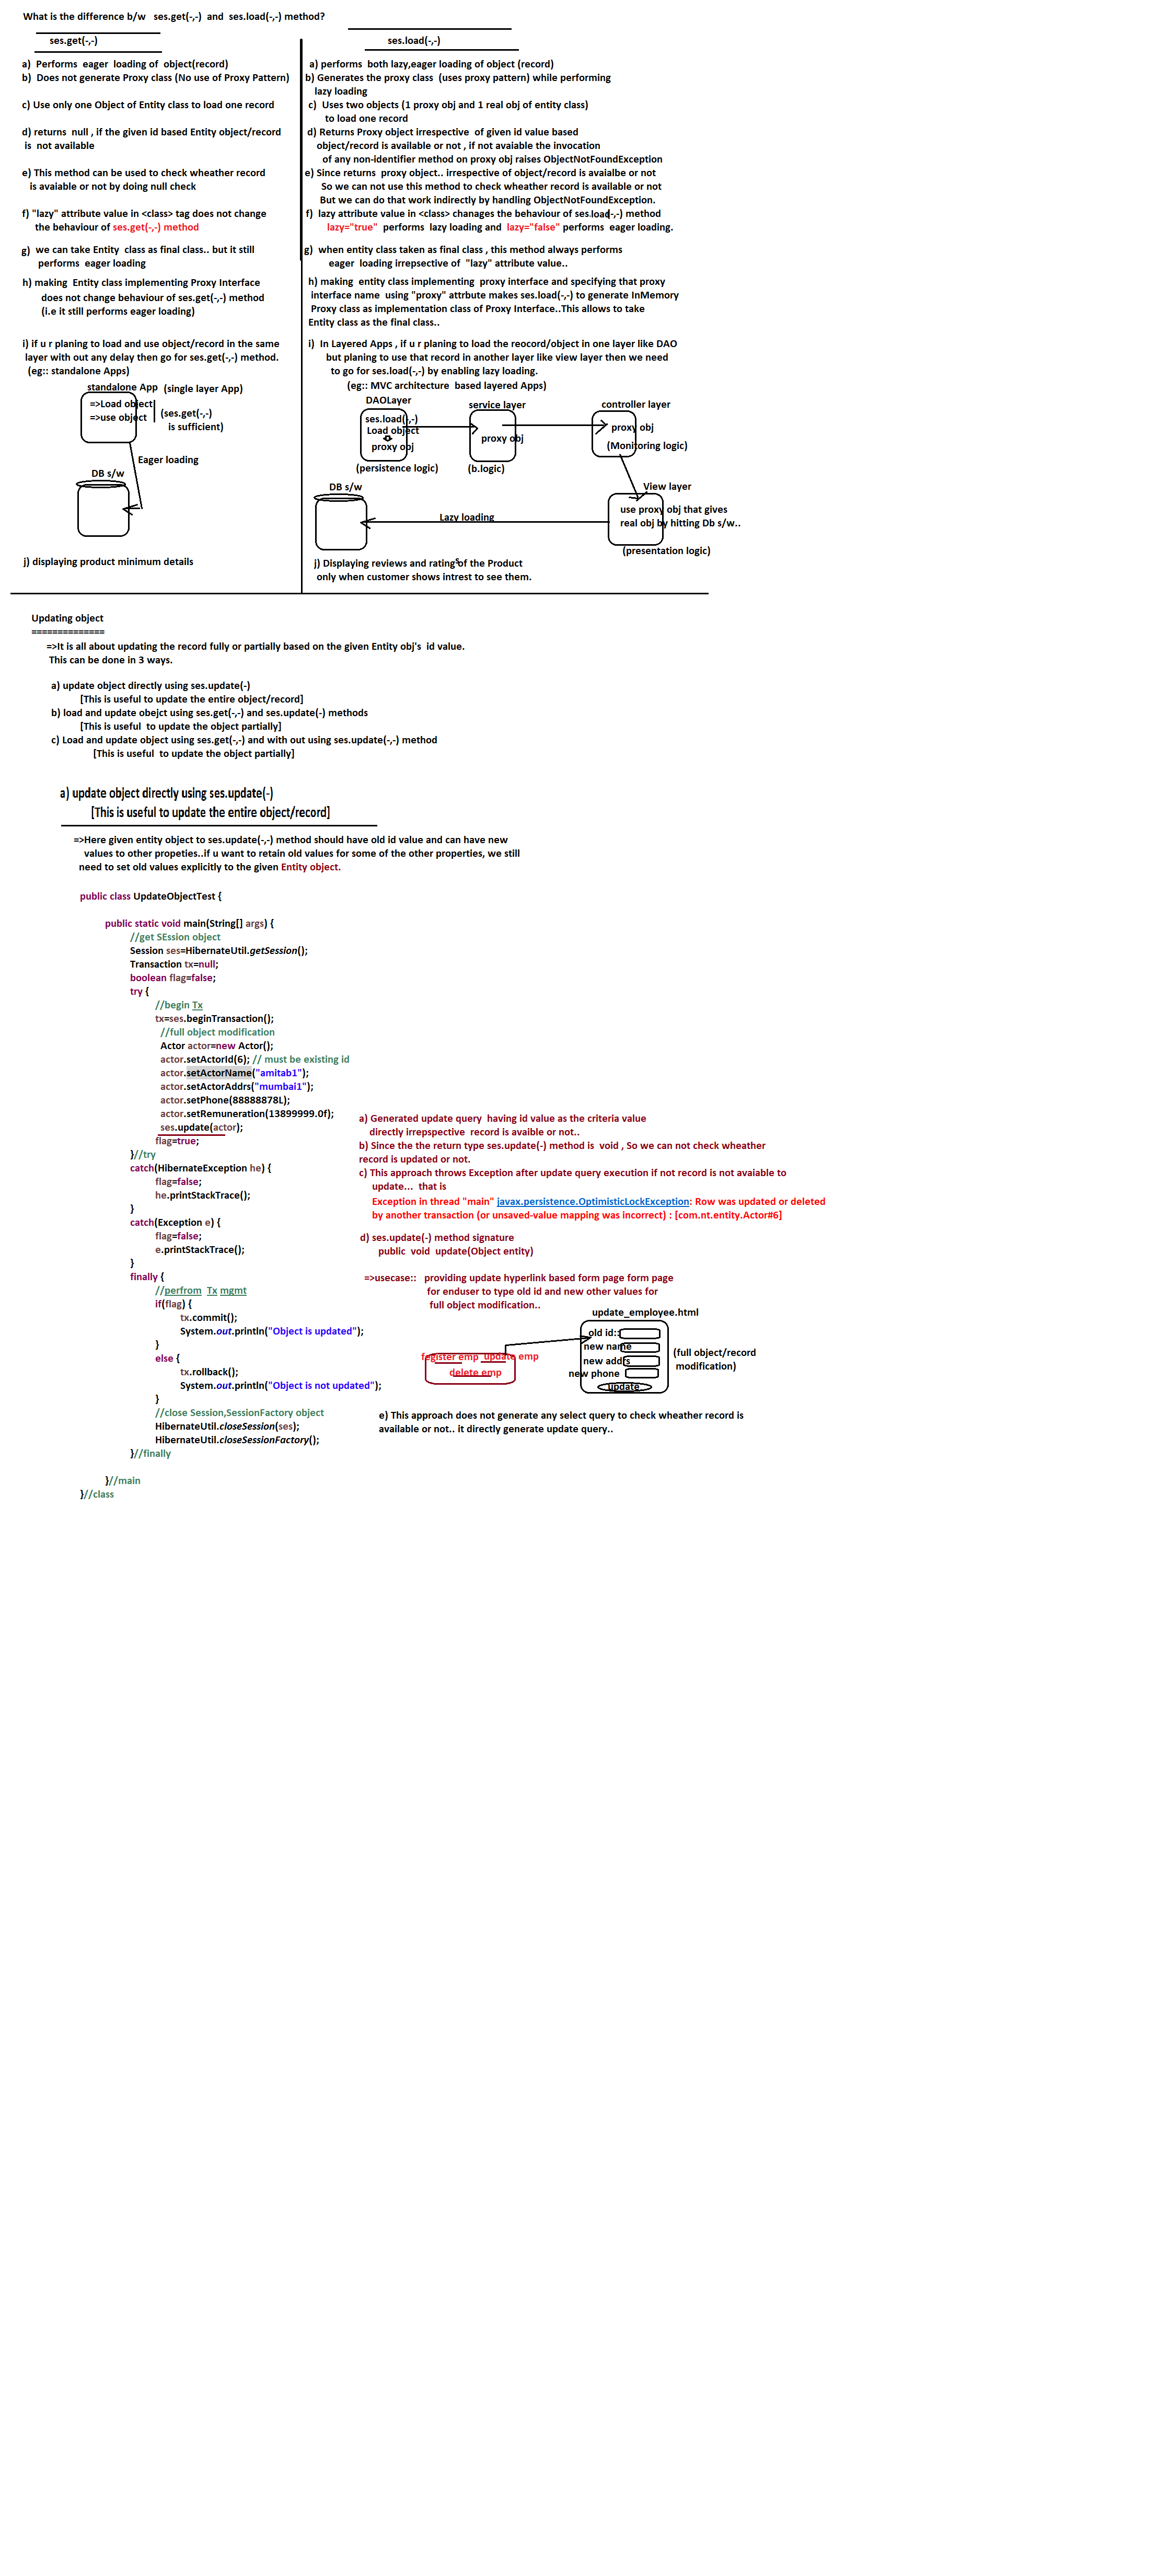 What is the difference b/w   ses.get(-,-)  and  ses.load(-,-) method?
ses.get(-,-)
a)  Performs  eager  loading of  object(record)
b)  Does not generate Proxy class (No use of Proxy Pattern)
c) Use only one Object of Entity class to load one record
d) returns  null , if the given id based Entity object/record
is  not available
e) This method can be used to check wheather record
is avaiable or not by doing null check
f) "lazy" attribute value in <class> tag does not change
the behaviour of ses.get(-,-) method
g)  we can take Entity  class as final class.. but it still
performs  eager loading
h) making  Entity class implementing Proxy Interface
does not change behaviour of ses.get(-,-) method
(i.e it still performs eager loading)
i) if u r planing to load and use object/record in the same
layer with out any delay then go for ses.get(-,-) method.
(eg:: standalone Apps)
standalone App  (single layer App)
=>Load object
=>use object
(ses.get(-,-)
is sufficient)
Eager loading
DB s/w
j) displaying product minimum details
ses.load(-,-)
a) performs  both lazy,eager loading of object (record)
b) Generates the proxy class  (uses proxy pattern) while performing
lazy loading
c)  Uses two objects (1 proxy obj and 1 real obj of entity class)
to load one record
d) Returns Proxy object irrespective  of given id value based
object/record is available or not , if not avaiable the invocation
of any non-identifier method on proxy obj raises ObjectNotFoundException
e) Since returns  proxy object.. irrespective of object/record is avaialbe or not
So we can not use this method to check wheather record is available or not
But we can do that work indirectly by handling ObjectNotFoundException.
f)  lazy attribute value in <class> chanages the behaviour of ses.load(-,-) method
lazy="true"  performs  lazy loading and  lazy="false" performs  eager loading.
g)  when entity class taken as final class , this method always performs
eager  loading irrepsective of  "lazy" attribute value..
h) making  entity class implementing  proxy interface and specifying that proxy
interface name  using "proxy" attrbute makes ses.load(-,-) to generate InMemory
Proxy class as implementation class of Proxy Interface..This allows to take
Entity class as the final class..
i)  In Layered Apps , if u r planing to load the reocord/object in one layer like DAO
but planing to use that record in another layer like view layer then we need
to go for ses.load(-,-) by enabling lazy loading.
(eg:: MVC architecture  based layered Apps)
DAOLayer
service layer
controller layer
ses.load(-,-)
Load object
proxy obj
proxy obj
proxy obj
(Monitoring logic)
(persistence logic)
(b.logic)
DB s/w
View layer
use proxy obj that gives
real obj by hitting Db s/w..
Lazy loading
(presentation logic)
j) Displaying reviews and ratings of the Product
only when customer shows intrest to see them.
Updating object
==============
=>It is all about updating the record fully or partially based on the given Entity obj's  id value.
This can be done in 3 ways.
a) update object directly using ses.update(-)
[This is useful to update the entire object/record]
b) load and update obejct using ses.get(-,-) and ses.update(-) methods
[This is useful  to update the object partially]
c) Load and update object using ses.get(-,-) and with out using ses.update(-,-) method
[This is useful  to update the object partially]
a) update object directly using ses.update(-)
[This is useful to update the entire object/record]
=>Here given entity object to ses.update(-,-) method should have old id value and can have new
values to other propeties..if u want to retain old values for some of the other properties, we still
need to set old values explicitly to the given Entity object.
public class UpdateObjectTest {
public static void main(String[] args) {
//get SEssion object
Session ses=HibernateUtil.getSession();
Transaction tx=null;
boolean flag=false;
try {
//begin Tx
tx=ses.beginTransaction();
//full object modification
Actor actor=new Actor();
actor.setActorId(6); // must be existing id
actor.setActorName("amitab1");
actor.setActorAddrs("mumbai1");
actor.setPhone(88888878L);
actor.setRemuneration(13899999.0f);
ses.update(actor);
flag=true;
}//try
catch(HibernateException he) {
flag=false;
he.printStackTrace();
}
catch(Exception e) {
flag=false;
e.printStackTrace();
}
finally {
//perfrom  Tx mgmt
if(flag) {
tx.commit();
System.out.println("Object is updated");
}
else {
tx.rollback();
System.out.println("Object is not updated");
}
//close Session,SessionFactory object
HibernateUtil.closeSession(ses);
HibernateUtil.closeSessionFactory();
}//finally
}//main
}//class
a) Generated update query  having id value as the criteria value
directly irrepspective  record is avaible or not..
b) Since the the return type ses.update(-) method is  void , So we can not check wheather
record is updated or not.
c) This approach throws Exception after update query execution if not record is not avaiable to
update...  that is
Exception in thread "main" javax.persistence.OptimisticLockException: Row was updated or deleted
by another transaction (or unsaved-value mapping was incorrect) : [com.nt.entity.Actor#6]
d) ses.update(-) method signature
public  void  update(Object entity)
=>usecase::   providing update hyperlink based form page form page
for enduser to type old id and new other values for
full object modification..
update_employee.html
old id::
new name
new addrs
new phone
update
(full object/record
modification)
fegister emp  update emp
delete emp
e) This approach does not generate any select query to check wheather record is
available or not.. it directly generate update query..